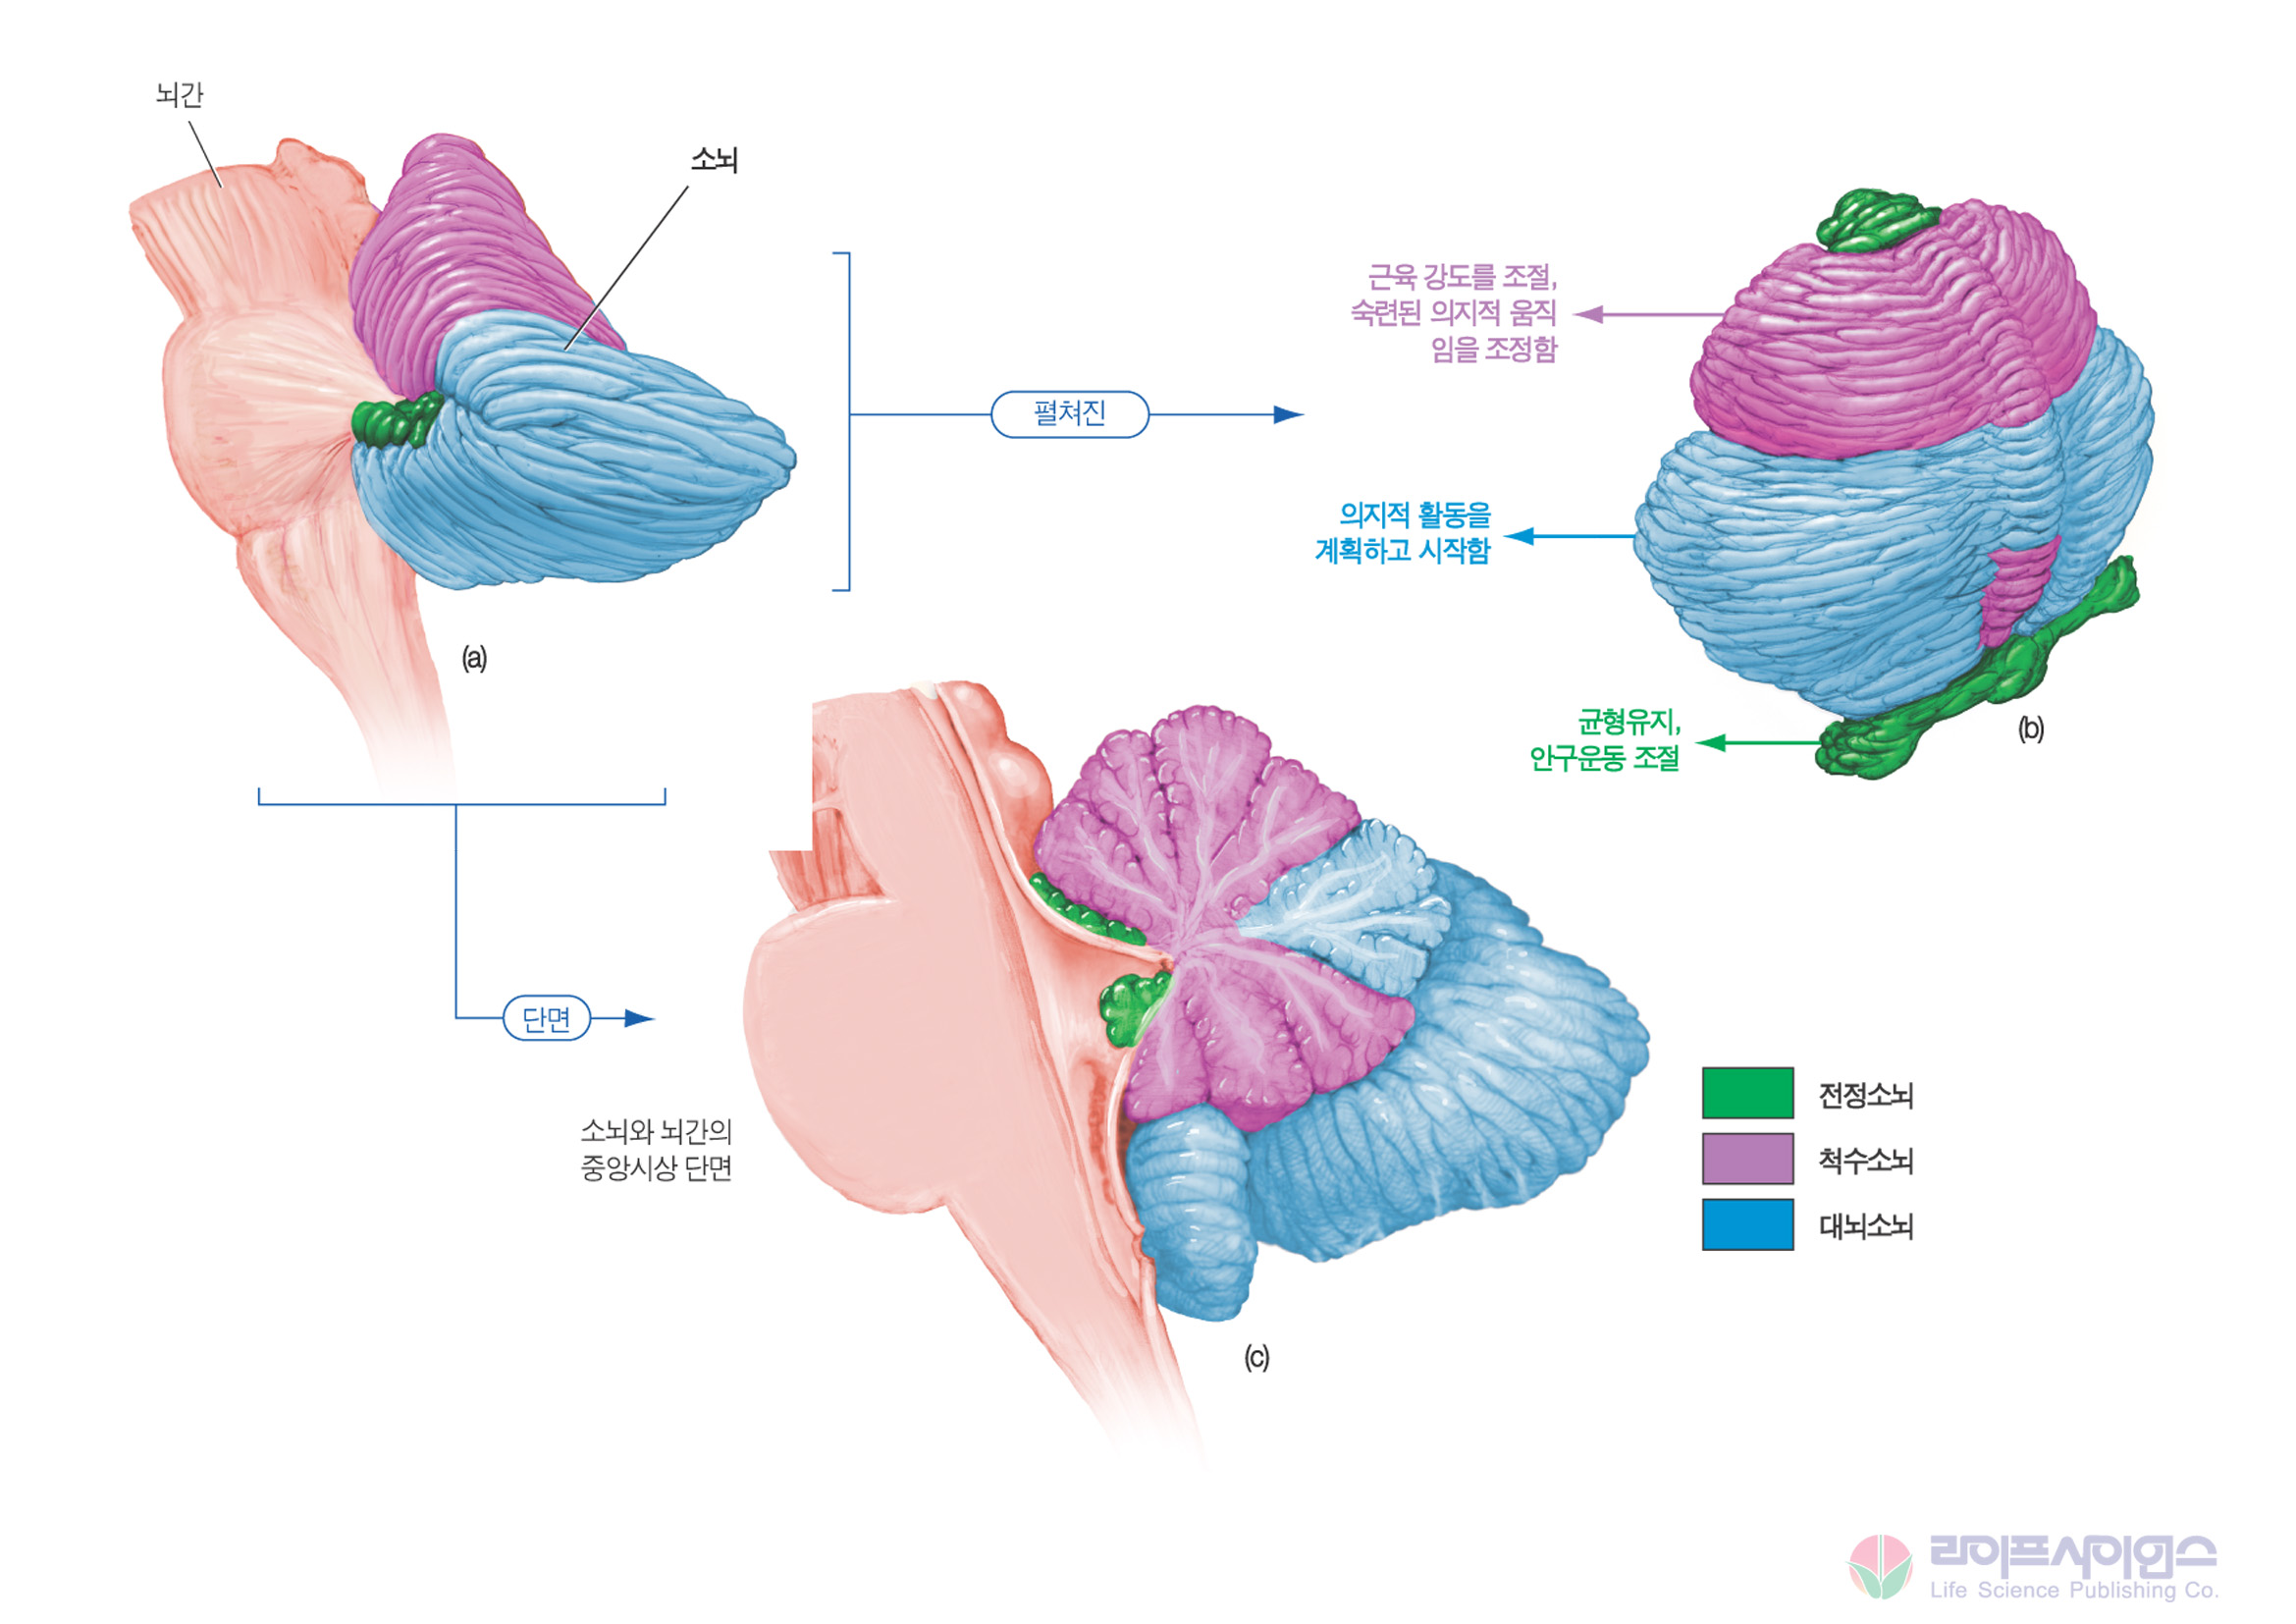 뇌간
소뇌
(a)
펼쳐진
근육 강도를 조절,
숙련된 의지적 움직
임을 조정함
의지적 활동을
계획하고 시작함
균형유지,
안구운동 조절
(b)
단면
소뇌와 뇌간의
중앙시상 단면
(c)
전정소뇌
척수소뇌
대뇌소뇌
라이프사이언스
Life Science Publishing Co.